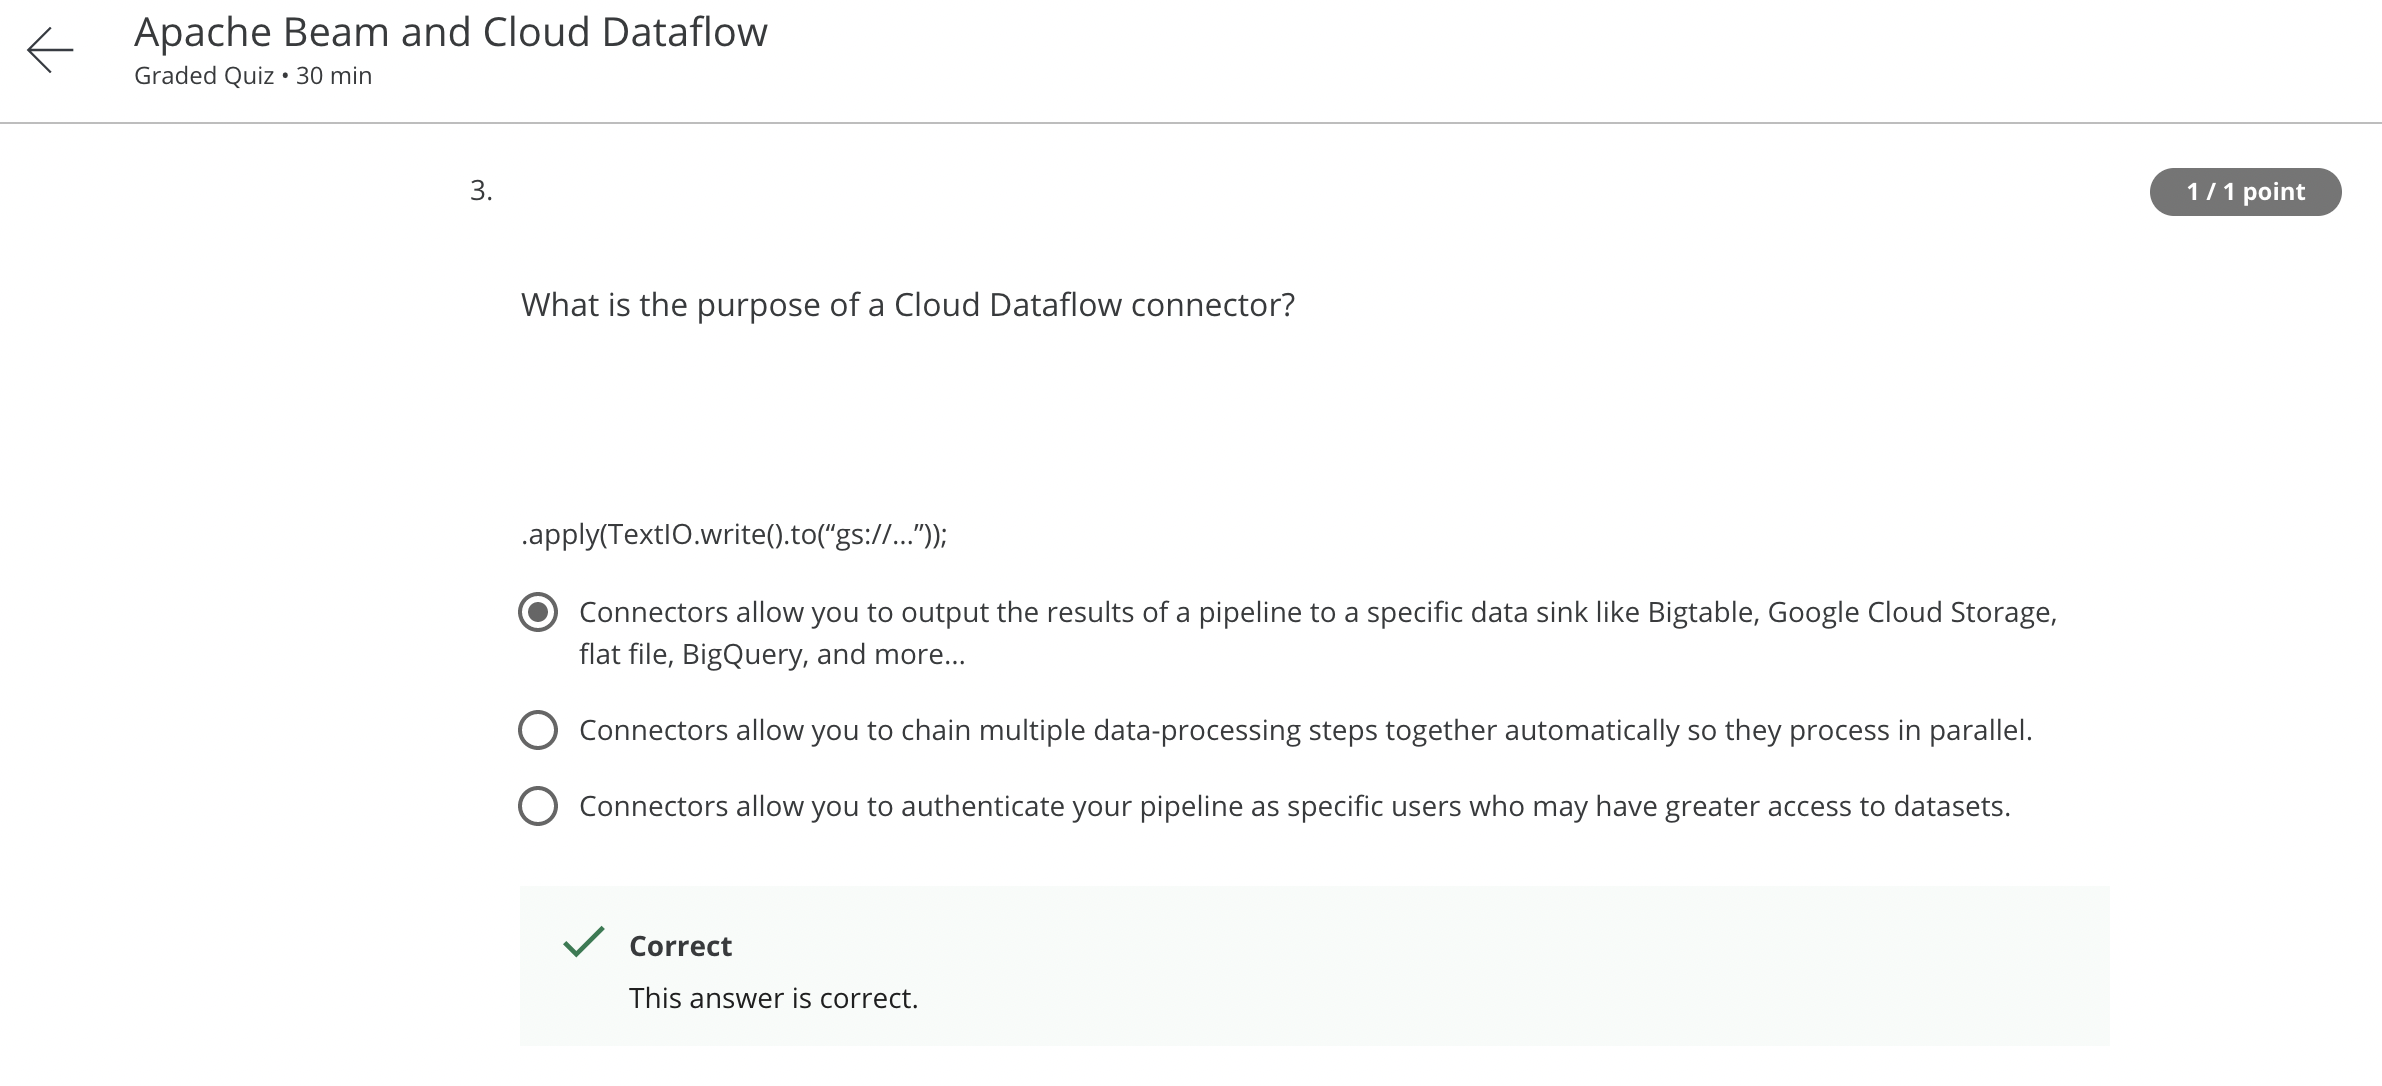 Apache Beam and Cloud Dataflow
Graded Quiz • 30 min
3.
1 / 1 point
What is the purpose of a Cloud Dataflow connector?
.apply(TextIO.write().to(“gs://...”));
Connectors allow you to output the results of a pipeline to a specific data sink like Bigtable, Google Cloud Storage,
flat file, BigQuery, and more...
Connectors allow you to chain multiple data-processing steps together automatically so they process in parallel.
Connectors allow you to authenticate your pipeline as specific users who may have greater access to datasets.
Correct
This answer is correct.